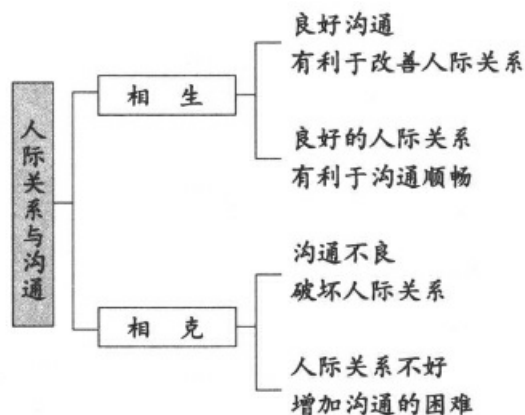 人际关系与沟通
相 生
良好沟通
有利于改善人际关系
良好的人际关系
有利于沟通顺畅
相 克
沟通不良
破坏人际关系
人际关系不好
增加沟通的困难